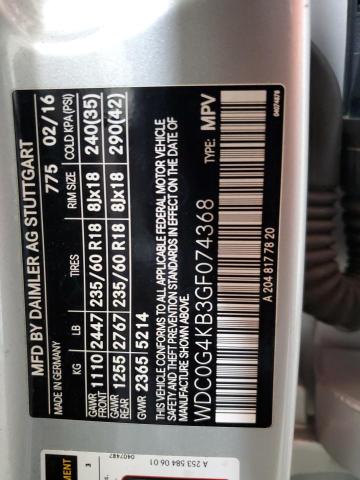 MFD BY DAIMLER AG STUTTGART
MADE IN GERMANY 775 02/16
KG LB TIRES RIM SIZE COLD KPA(PSI)
GAWR FRONT 1110 2447 235/60 R18 8Jx18 240(35)
GAWR REAR 1255 2767 235/60 R18 8Jx18 290(42)
GVWR 2365 5214
THIS VEHICLE CONFORMS TO ALL APPLICABLE FEDERAL MOTOR VEHICLE
SAFETY, BUMPER, AND THEFT PREVENTION STANDARDS IN EFFECT ON THE DATE OF
MANUFACTURE SHOWN ABOVE.
WDC0G4KB3GF074368 TYPE: MPV
A 204 817 78 20
04074876
A 253 584 06 01
0407487
3